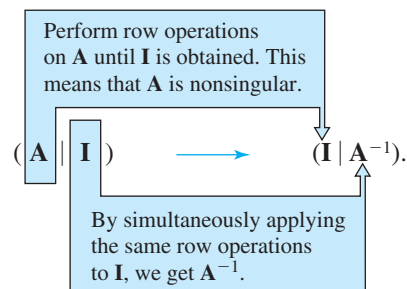 Perform row operations
on A until I is obtained. This
means that A is nonsingular.
( A | I ) (I | A⁻¹).
By simultaneously applying
the same row operations
to I, we get A⁻¹.